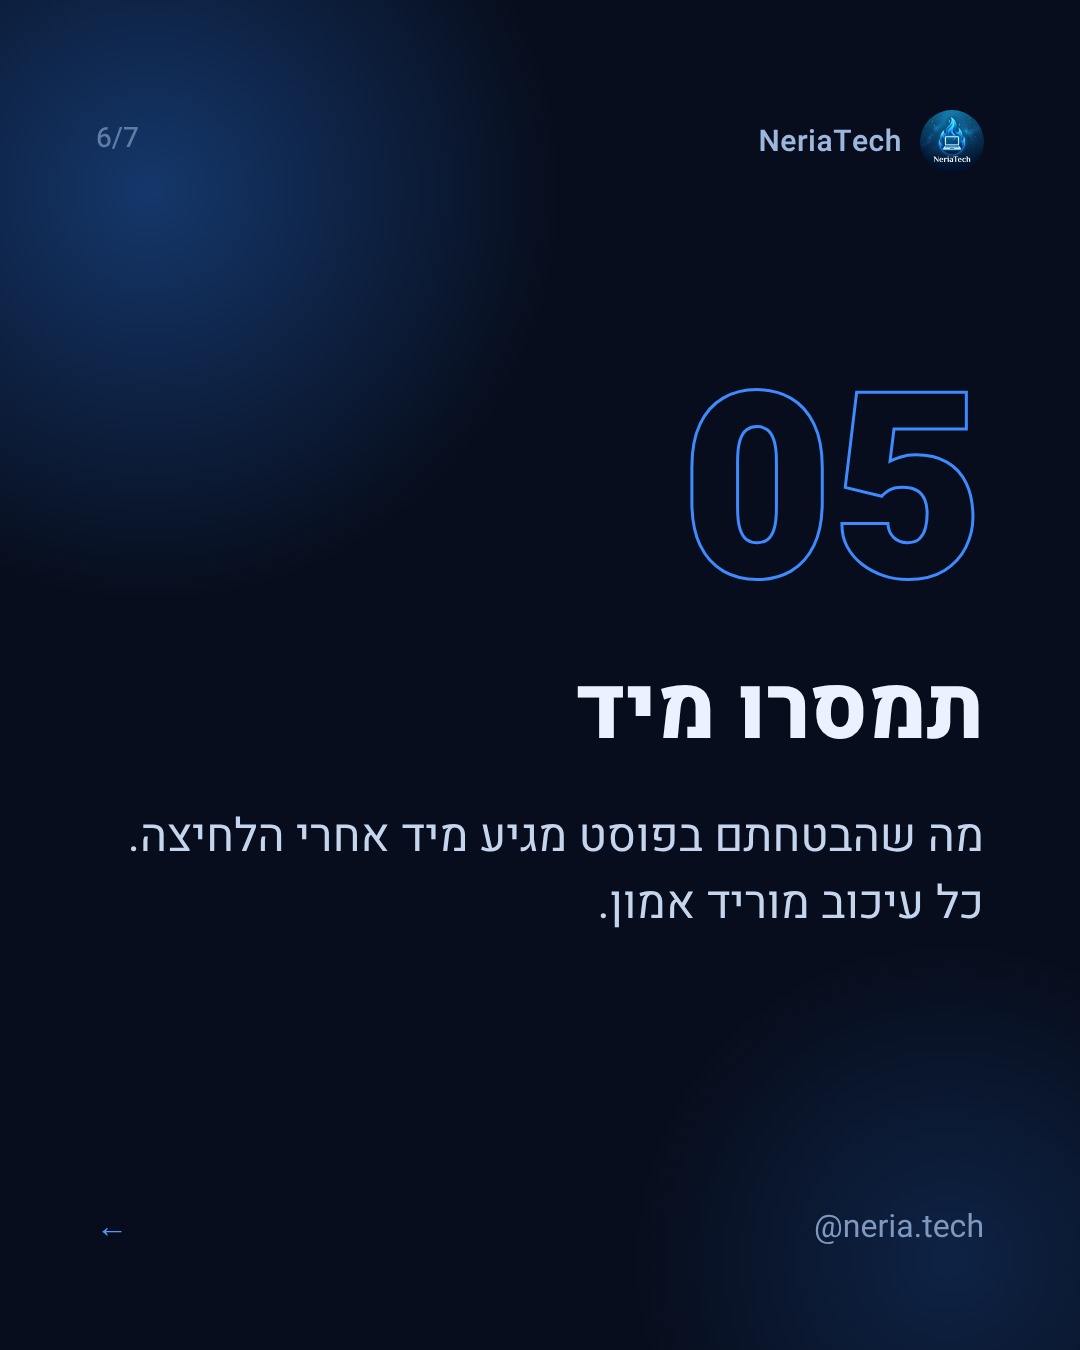 NeriaTech
NeriaTech
6/7
05
תמסרו מיד
מה שהבטחתם בפוסט מגיע מיד אחרי הלחיצה.
כל עיכוב מוריד אמון.
@neria.tech
←